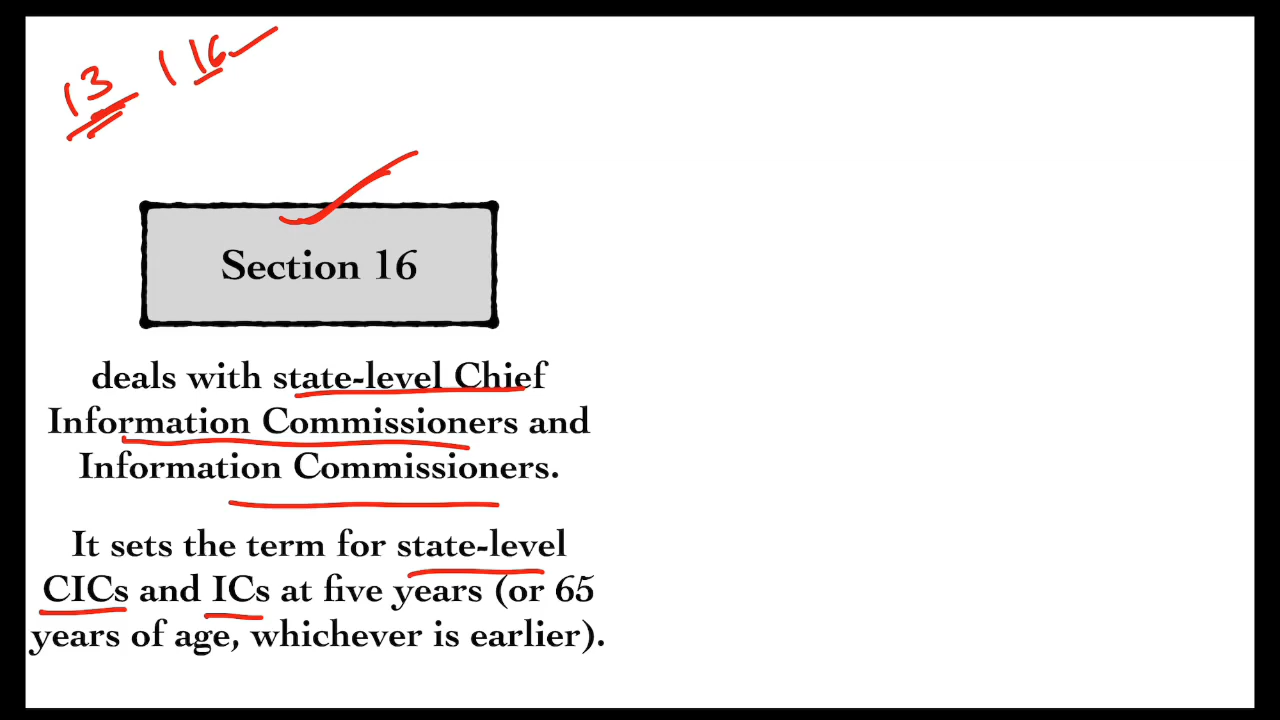 13 | 16
Section 16
deals with state-level Chief
Information Commissioners and
Information Commissioners.
It sets the term for state-level
CICs and ICs at five years (or 65
years of age, whichever is earlier).